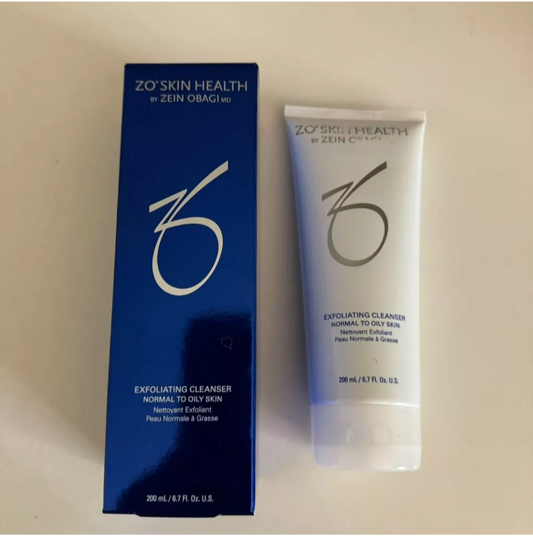 ZO® SKIN HEALTH
BY ZEIN OBAGI MD
EXFOLIATING CLEANSER
NORMAL TO OILY SKIN
Nettoyant Exfoliant
Peau Normale à Grasse
200 mL / 6.7 Fl. Oz. U.S.
ZO® SKIN HEALTH
BY ZEIN
EXFOLIATING CLEANSER
NORMAL TO OILY SKIN
Nettoyant Exfoliant
Peau Normale à Grasse
200 mL / 6.7 Fl. Oz. U.S.